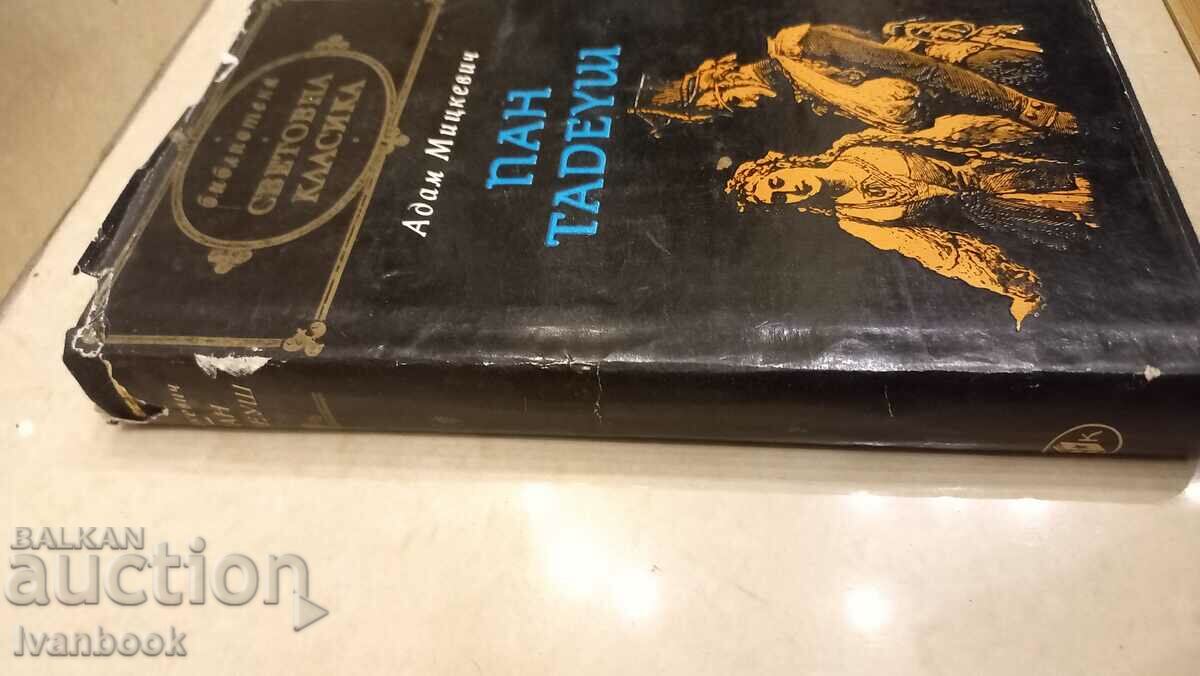 библиотека
СВЕТОВНА
КЛАСИКА
Адам Мицкевич
ПАН
ТАДЕУШ
BALKAN
auction
Ivanbook